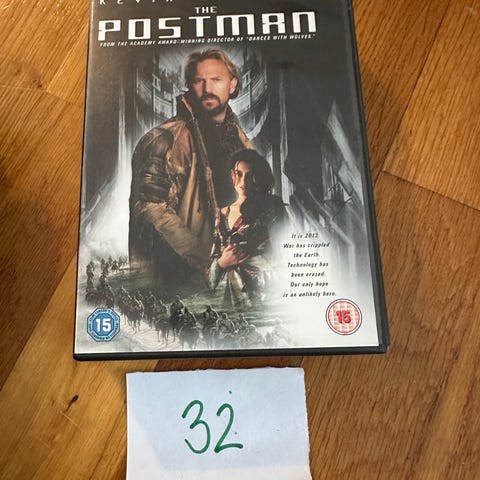 KEVIN
THE
POSTMAN
FROM THE ACADEMY AWARD-WINNING DIRECTOR OF "DANCES WITH WOLVES."
It is 2013.
War has crippled
the Earth.
Technology has
been erased.
Our only hope
is an unlikely hero.
15
15
32